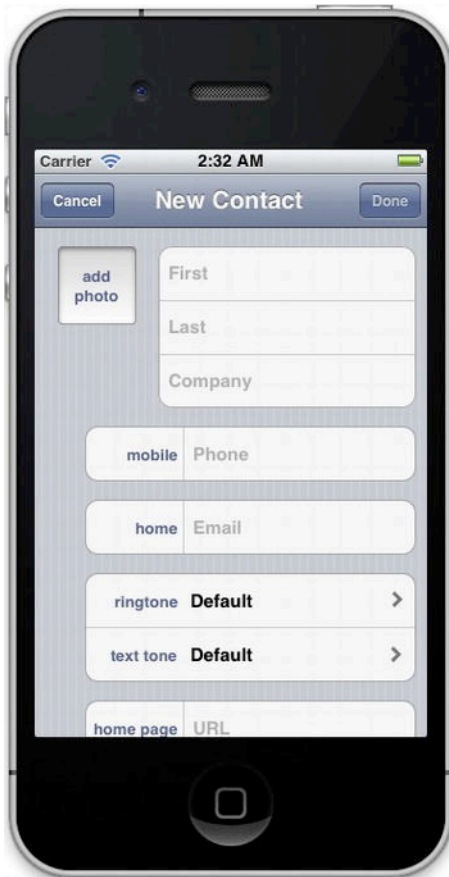 Carrier 2:32 AM
Cancel New Contact Done
add
photo
First
Last
Company
mobile Phone
home Email
ringtone Default
text tone Default
home page URL